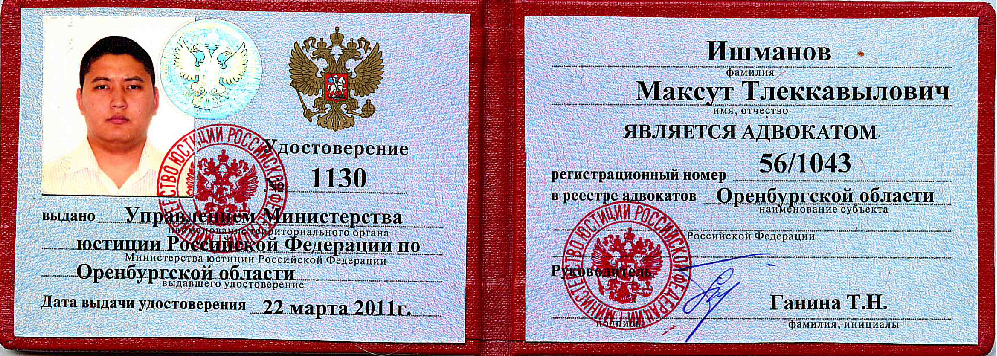 Удостоверение
№ 1130
выдано Управлением Министерства
наименование территориального органа
юстиции Российской Федерации по
Министерства юстиции Российской Федерации
Оренбургской области
выдавшего удостоверение
Дата выдачи удостоверения 22 марта 2011г.
Ишманов
фамилия
Максут Тлеккавылович
имя, отчество
ЯВЛЯЕТСЯ АДВОКАТОМ
регистрационный номер 56/1043
в реестре адвокатов Оренбургской области
наименование субъекта
Российской Федерации
Руководитель
Ганина Т.Н.
подпись
фамилия, инициалы